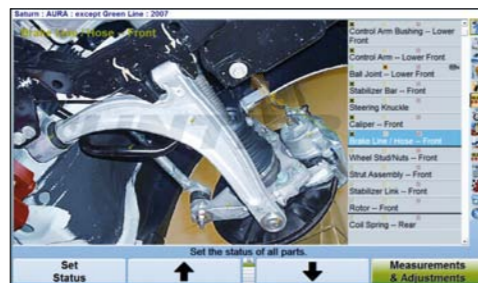 Saturn : AURA : except Green Line : 2007
Brake Line / Hose -- Front
HUNTER
Control Arm Bushing -- Lower
Front
Control Arm -- Lower Front
Ball Joint -- Lower Front
Stabilizer Bar -- Front
Steering Knuckle
Caliper -- Front
Brake Line / Hose -- Front
Wheel Stud/Nuts -- Front
Strut Assembly -- Front
Stabilizer Link -- Front
Rotor -- Front
Coil Spring -- Rear
Set the status of all parts.
Set
Status
Measurements
& Adjustments